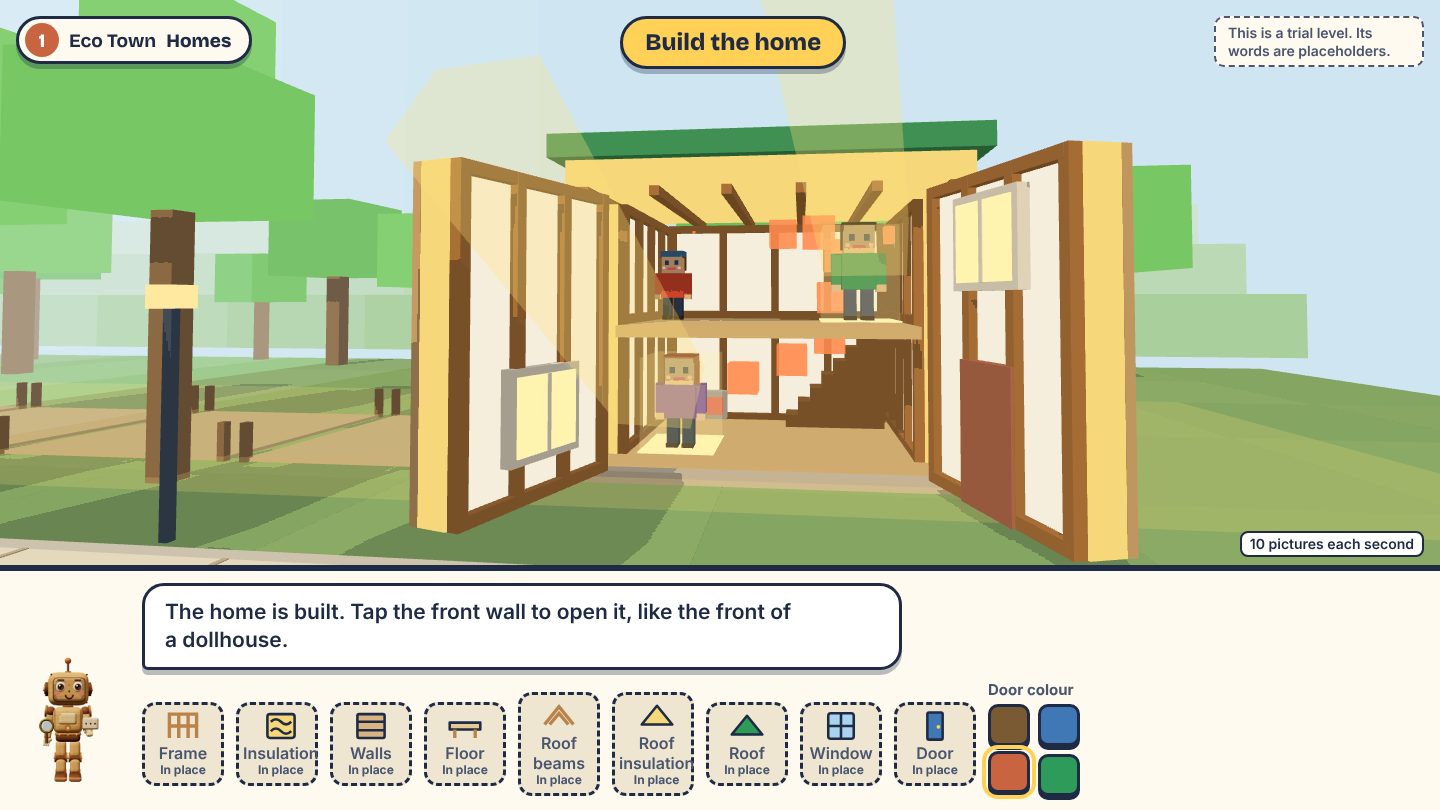 1 Eco Town Homes
Build the home
This is a trial level. Its
words are placeholders.
10 pictures each second
The home is built. Tap the front wall to open it, like the front of
a dollhouse.
Door colour
Frame
In place
Insulation
In place
Walls
In place
Floor
In place
Roof
beams
In place
Roof
insulation
In place
Roof
In place
Window
In place
Door
In place